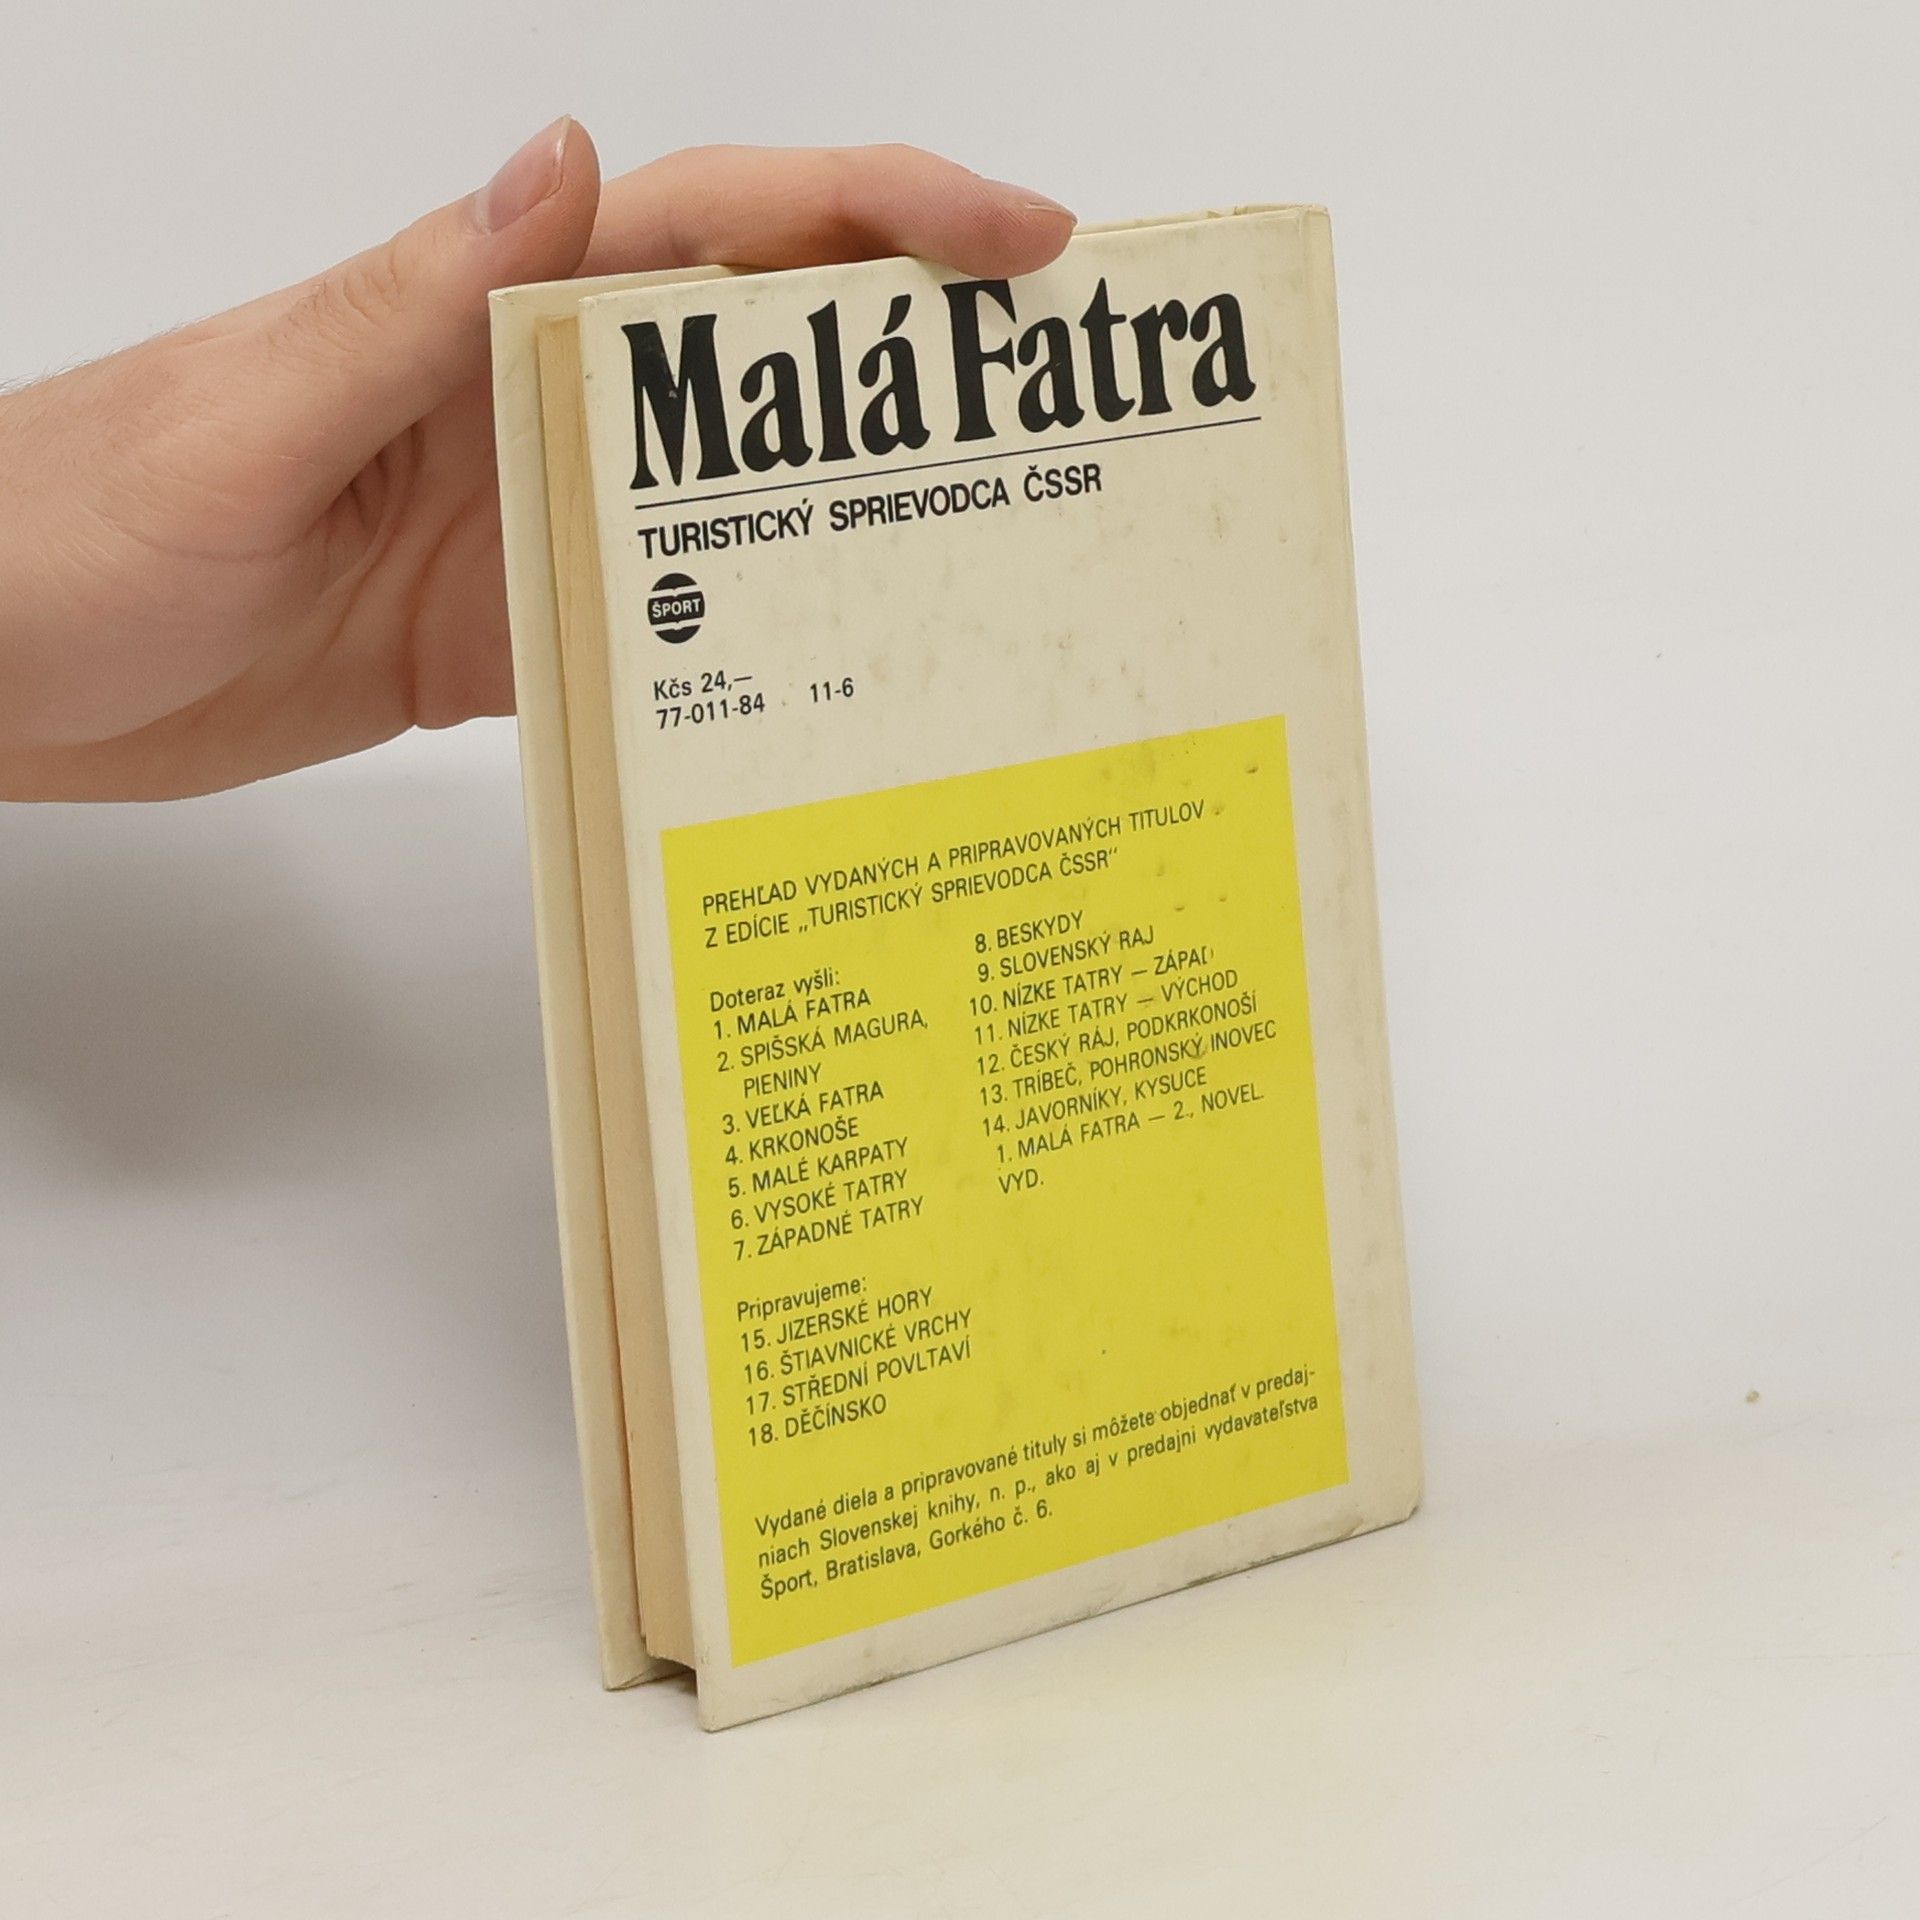 Malá Fatra
TURISTICKÝ SPRIEVODCA ČSSR
ŠPORT
Kčs 24,—
77-011-84 11-6
PREHĽAD VYDANÝCH A PRIPRAVOVANÝCH TITULOV
Z EDÍCIE „TURISTICKÝ SPRIEVODCA ČSSR“
Doteraz vyšli:
1. MALÁ FATRA
2. SPIŠSKÁ MAGURA,
PIENINY
3. VEĽKÁ FATRA
4. KRKONOŠE
5. MALÉ KARPATY
6. VYSOKÉ TATRY
7. ZÁPADNÉ TATRY
8. BESKYDY
9. SLOVENSKÝ RAJ
10. NÍZKE TATRY — ZÁPAD
11. NÍZKE TATRY — VÝCHOD
12. ČESKÝ RÁJ, PODKRKONOŠÍ
13. TRÍBEČ, POHRONSKÝ INOVEC
14. JAVORNÍKY, KYSUCE
1. MALÁ FATRA — 2., NOVEL.
VYD.
Pripravujeme:
15. JIZERSKÉ HORY
16. ŠTIAVNICKÉ VRCHY
17. STŘEDNÍ POVLTAVÍ
18. DĚČÍNSKO
Vydané diela a pripravované tituly si môžete objednať v predaj-
niach Slovenskej knihy, n. p., ako aj v predajni vydavateľstva
Šport, Bratislava, Gorkého č. 6.